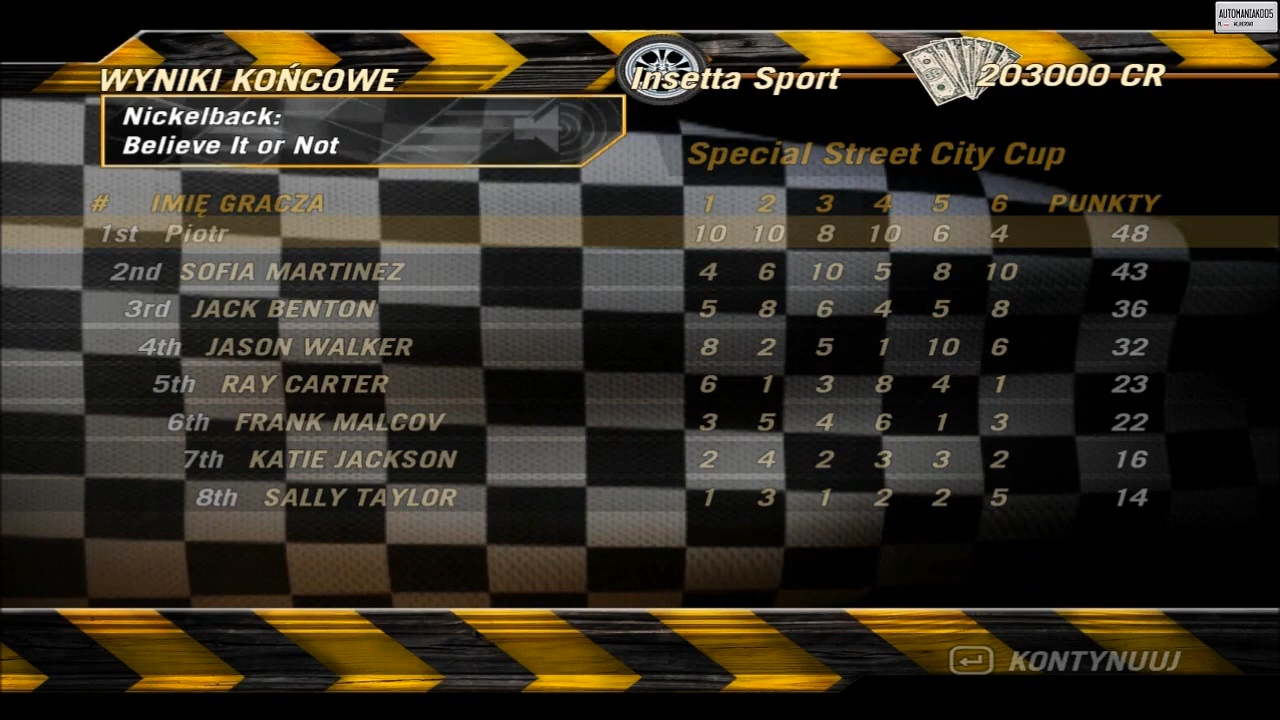 AUTOMANIAK005
WYNIKI KOŃCOWE
Insetta Sport
203000 CR
Nickelback:
Believe It or Not
Special Street City Cup
# IMIĘ GRACZA 1 2 3 4 5 6 PUNKTY
1st Piotr 10 10 8 10 6 4 48
2nd SOFIA MARTINEZ 4 6 10 5 8 10 43
3rd JACK BENTON 5 8 6 4 5 8 36
4th JASON WALKER 8 2 5 1 10 6 32
5th RAY CARTER 6 1 3 8 4 1 23
6th FRANK MALCOV 3 5 4 6 1 3 22
7th KATIE JACKSON 2 4 2 3 3 2 16
8th SALLY TAYLOR 1 3 1 2 2 5 14
KONTYNUUJ